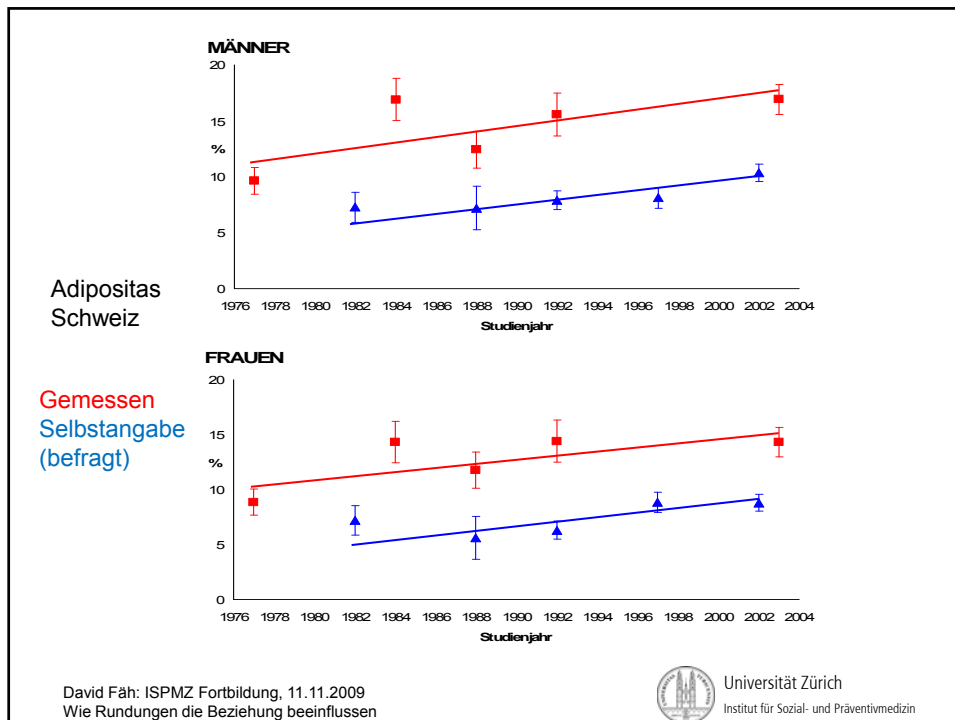 MÄNNER
20
15
%
10
5
0
1976 1978 1980 1982 1984 1986 1988 1990 1992 1994 1996 1998 2000 2002 2004
Studienjahr
Adipositas
Schweiz
FRAUEN
20
15
%
10
5
0
1976 1978 1980 1982 1984 1986 1988 1990 1992 1994 1996 1998 2000 2002 2004
Studienjahr
Gemessen
Selbstangabe
(befragt)
David Fäh: ISPMZ Fortbildung, 11.11.2009
Wie Rundungen die Beziehung beeinflussen
Universität Zürich
Institut für Sozial- und Präventivmedizin